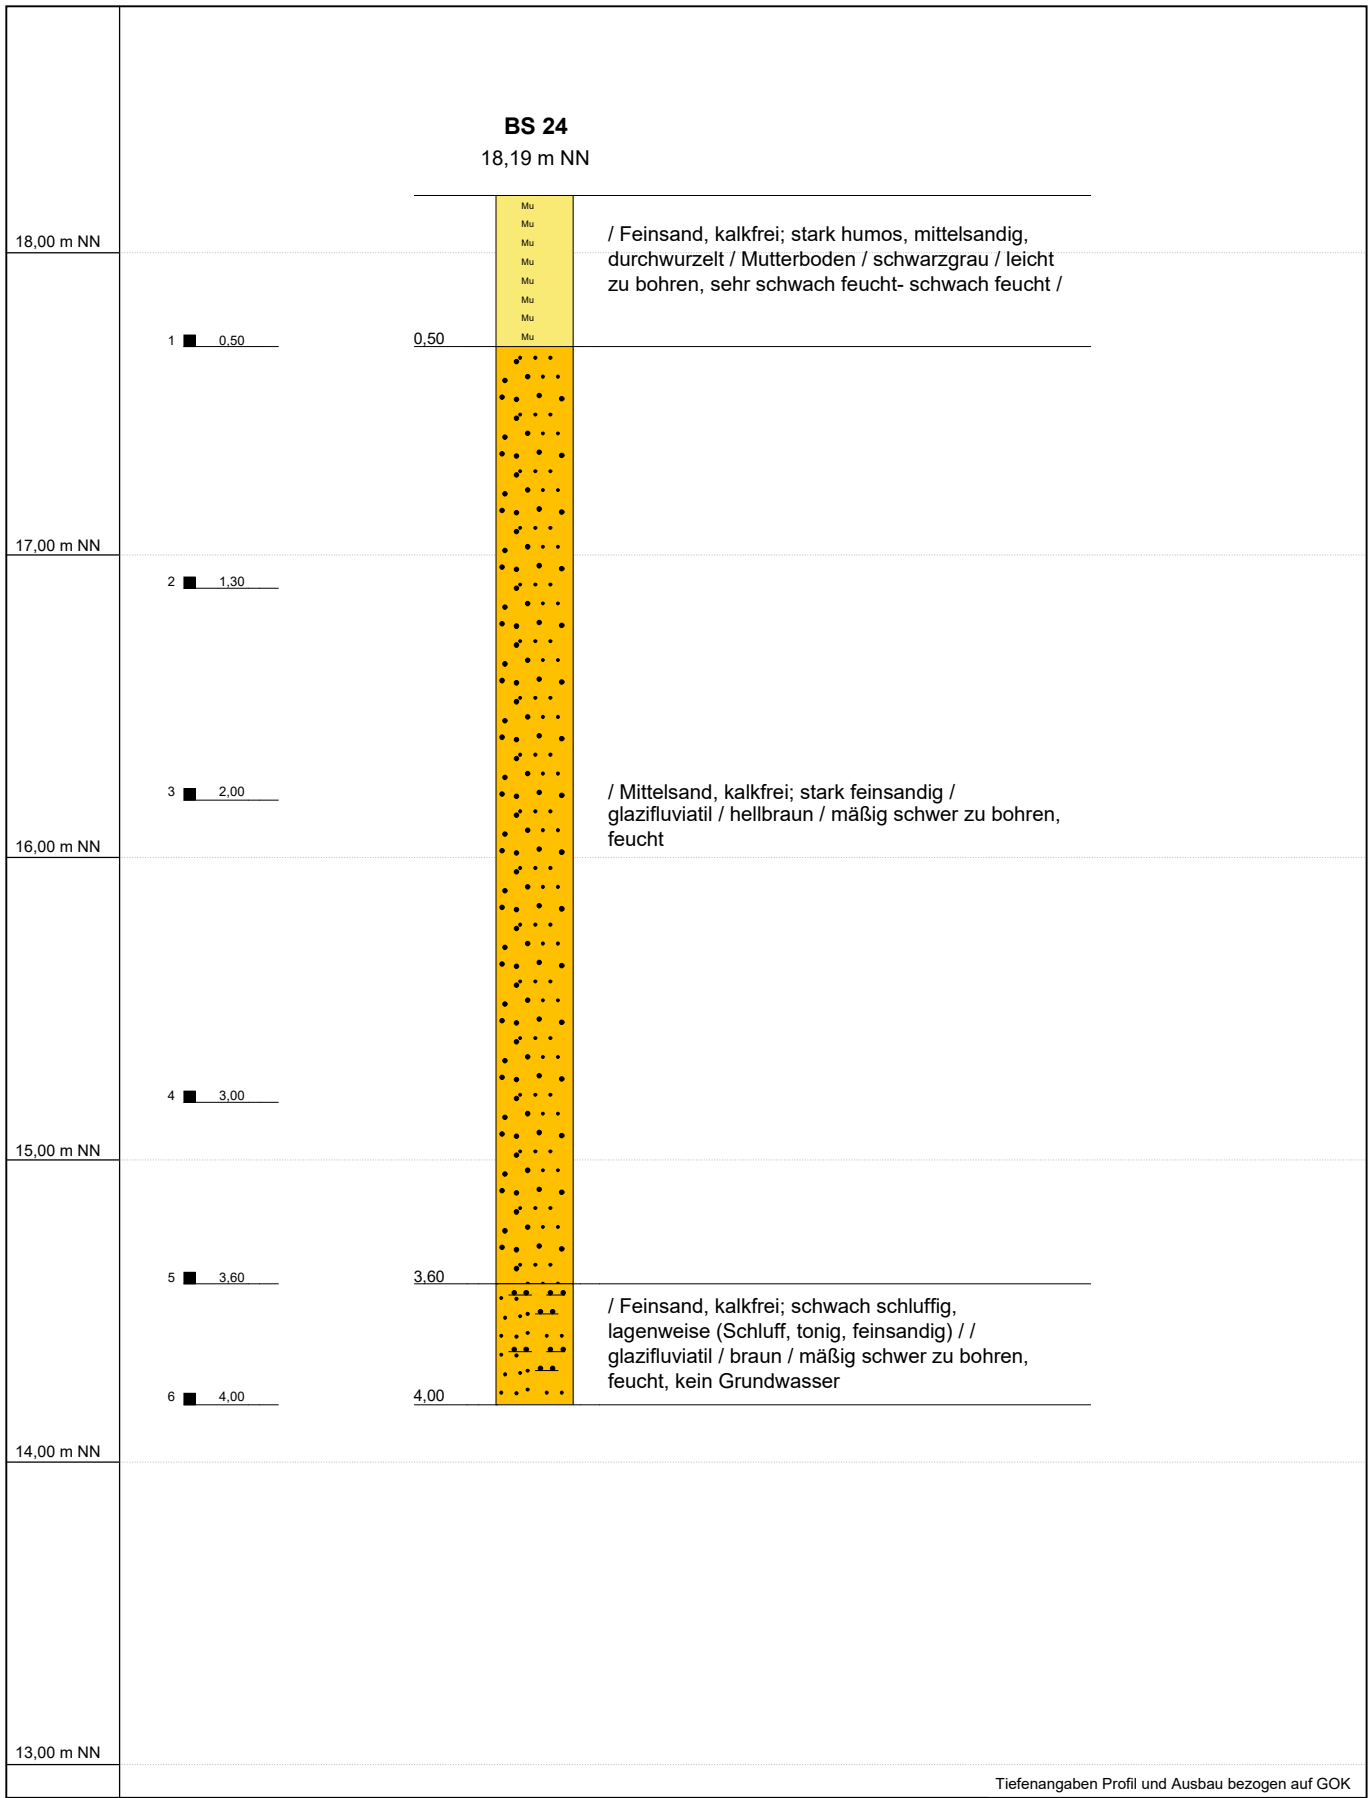 BS 24
18,19 m NN
Mu
Mu
Mu
Mu
Mu
Mu
Mu
Mu
/ Feinsand, kalkfrei; stark humos, mittelsandig,
durchwurzelt / Mutterboden / schwarzgrau / leicht
zu bohren, sehr schwach feucht- schwach feucht /
18,00 m NN
1 0,50
0,50
17,00 m NN
2 1,30
3 2,00
/ Mittelsand, kalkfrei; stark feinsandig /
glazifluviatil / hellbraun / mäßig schwer zu bohren,
feucht
16,00 m NN
4 3,00
15,00 m NN
5 3,60
3,60
/ Feinsand, kalkfrei; schwach schluffig,
lagenweise (Schluff, tonig, feinsandig) / /
glazifluviatil / braun / mäßig schwer zu bohren,
feucht, kein Grundwasser
6 4,00
4,00
14,00 m NN
13,00 m NN
Tiefenangaben Profil und Ausbau bezogen auf GOK